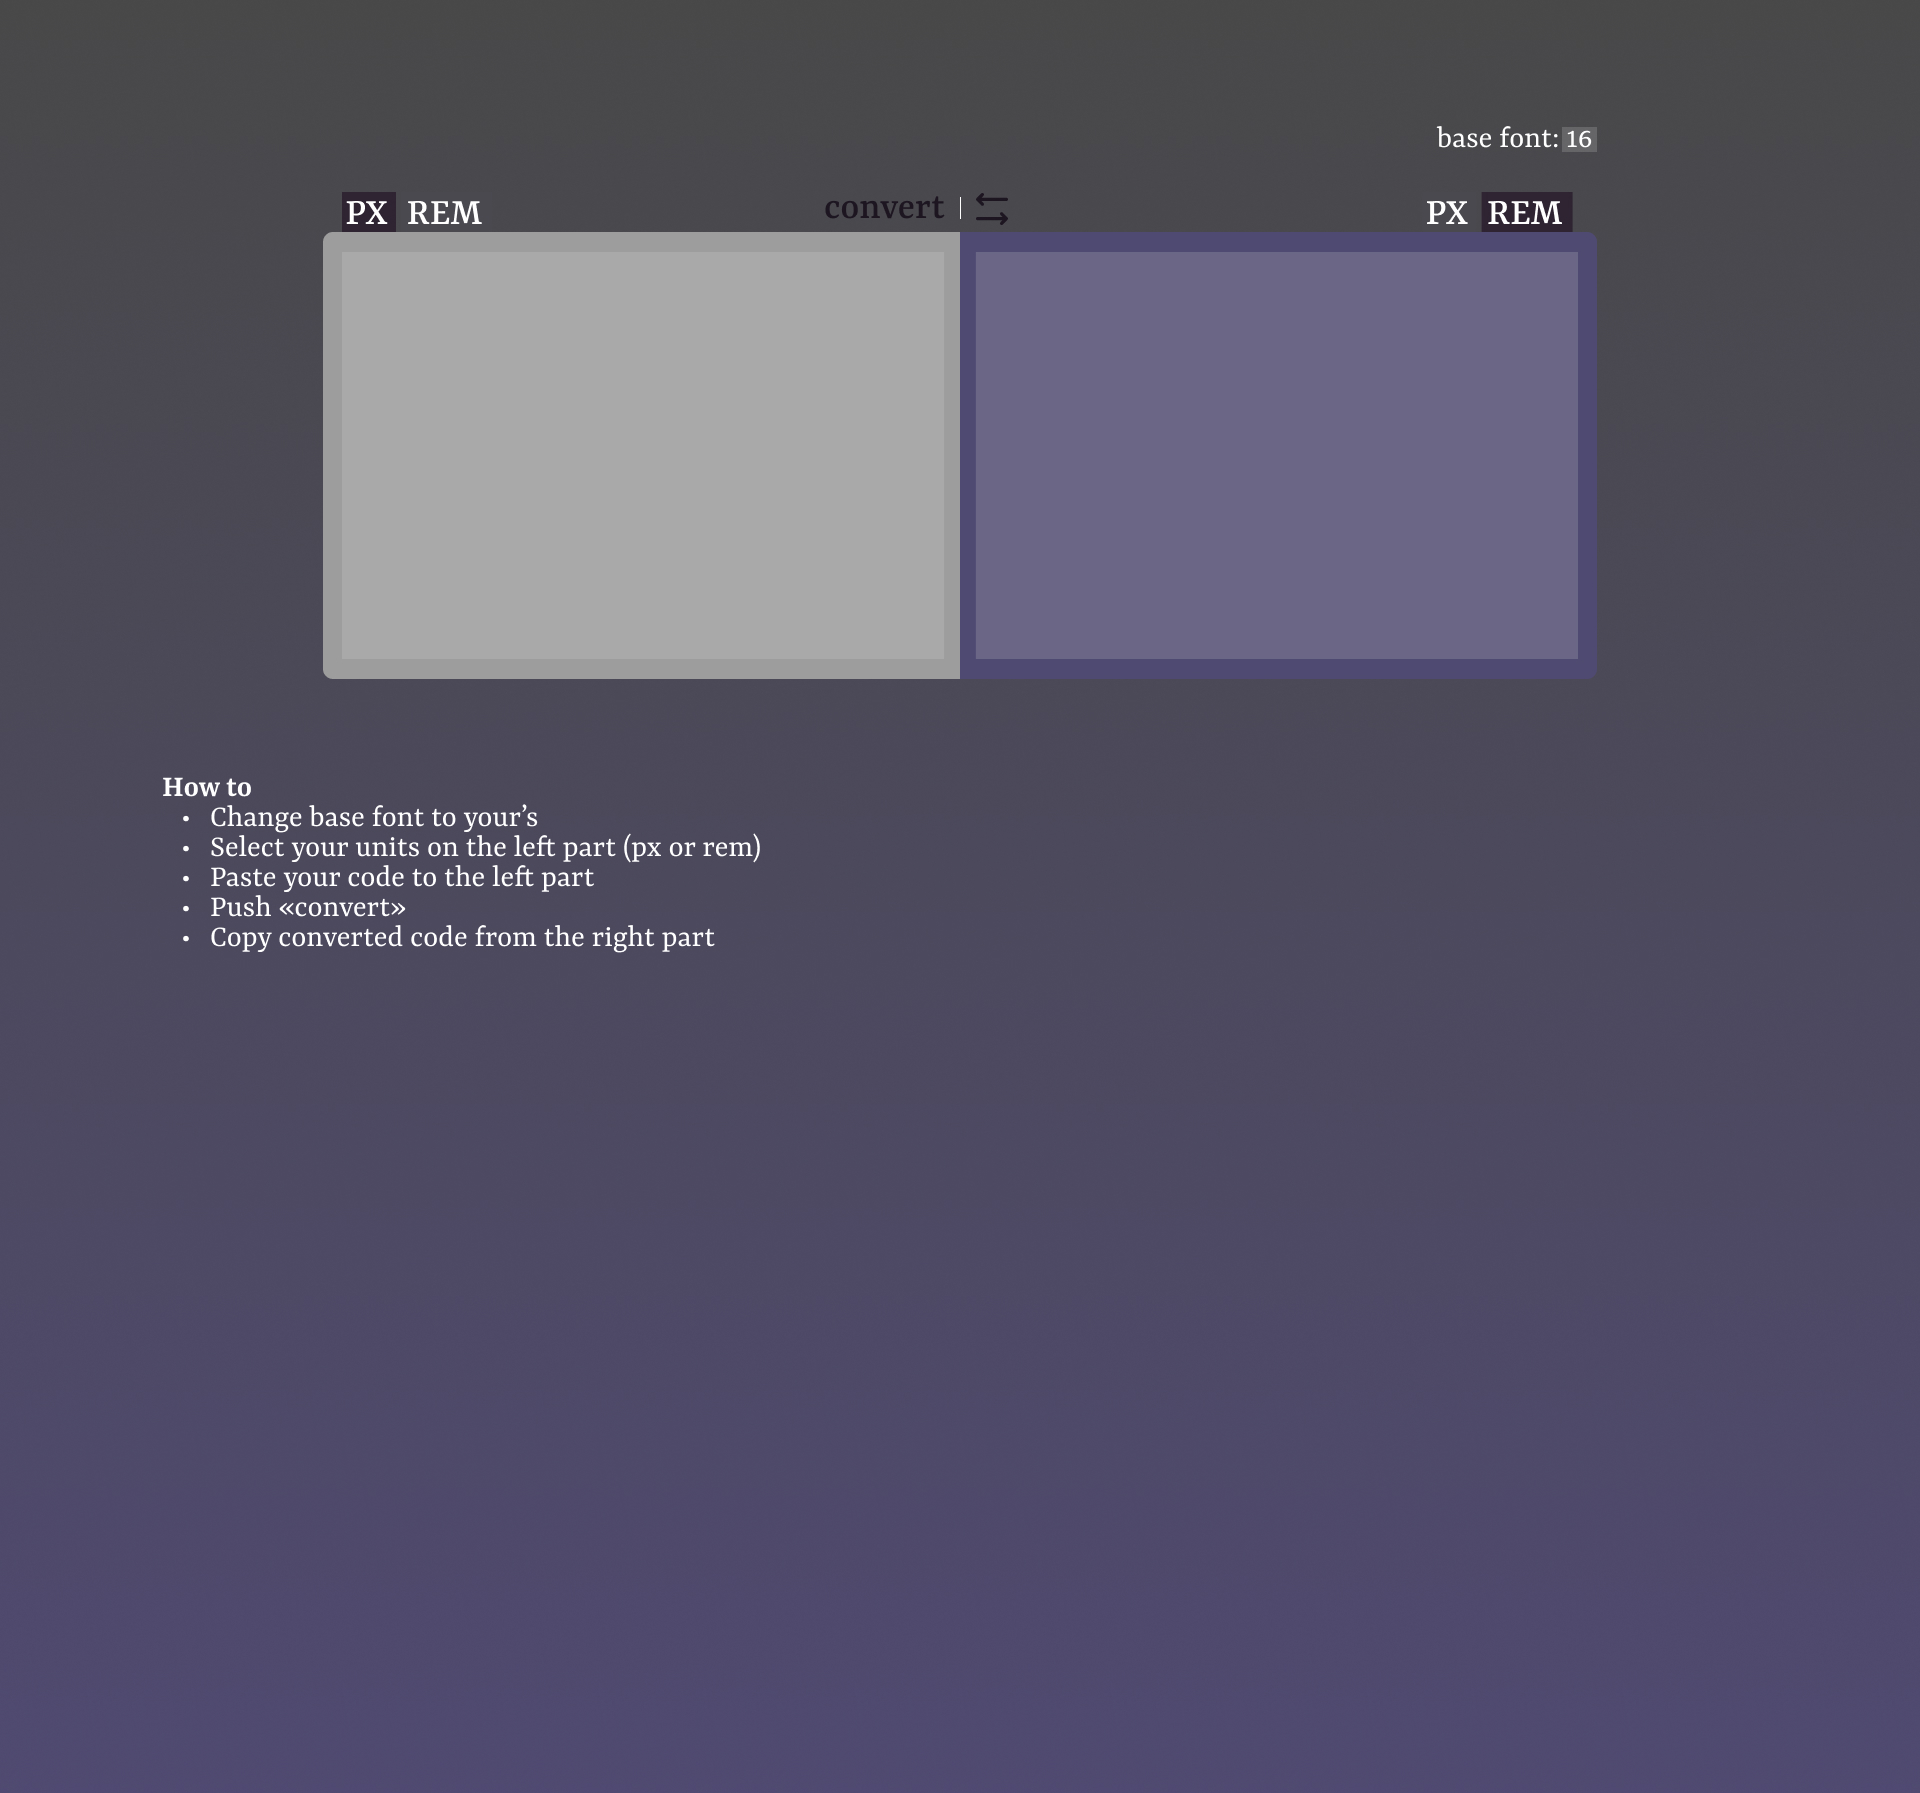 base font: 16
PX REM convert PX REM
How to
• Change base font to your’s
• Select your units on the left part (px or rem)
• Paste your code to the left part
• Push «convert»
• Copy converted code from the right part